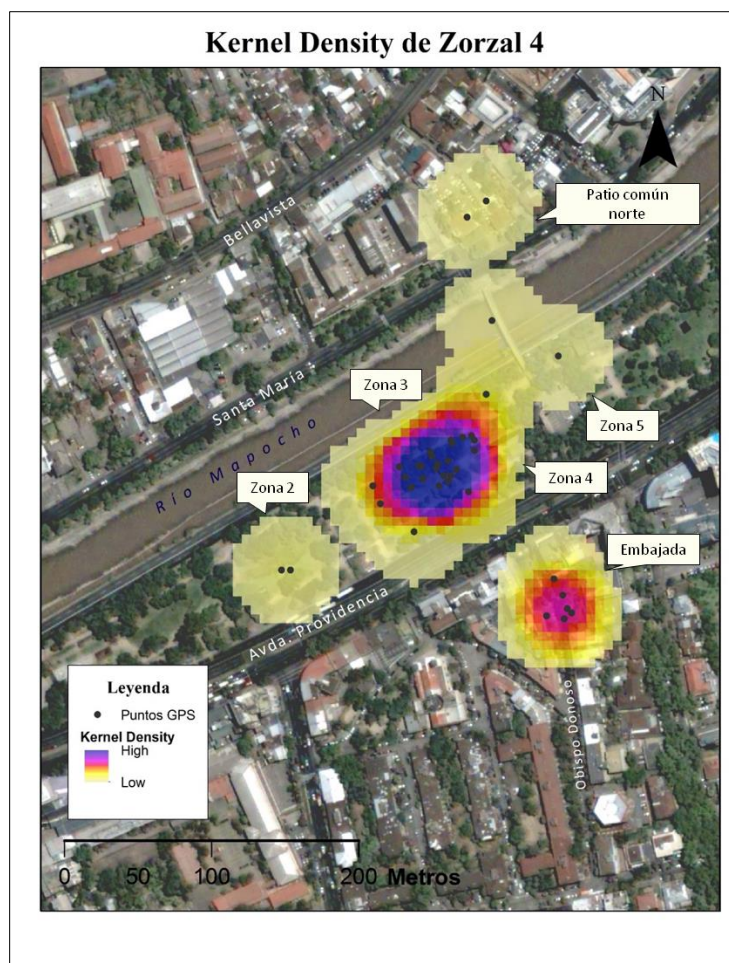 Kernel Density de Zorzal 4
N
Patio común
norte
Bellavista
Santa María
Zona 3
Río Mapocho
Zona 5
Zona 4
Zona 2
Embajada
Avda. Providencia
Obispo Donoso
Leyenda
Puntos GPS
Kernel Density
High
Low
0 50 100 200 Metros